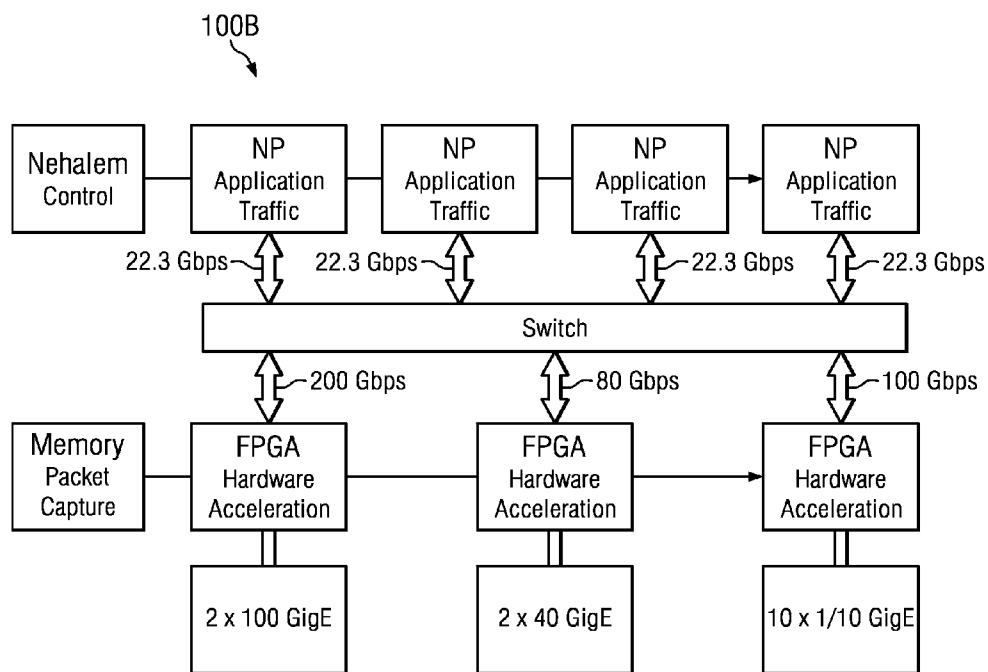 100B
Nehalem
Control
NP
Application
Traffic
NP
Application
Traffic
NP
Application
Traffic
NP
Application
Traffic
22.3 Gbps
22.3 Gbps
22.3 Gbps
22.3 Gbps
Switch
200 Gbps
80 Gbps
100 Gbps
Memory
Packet
Capture
FPGA
Hardware
Acceleration
FPGA
Hardware
Acceleration
FPGA
Hardware
Acceleration
2 x 100 GigE
2 x 40 GigE
10 x 1/10 GigE